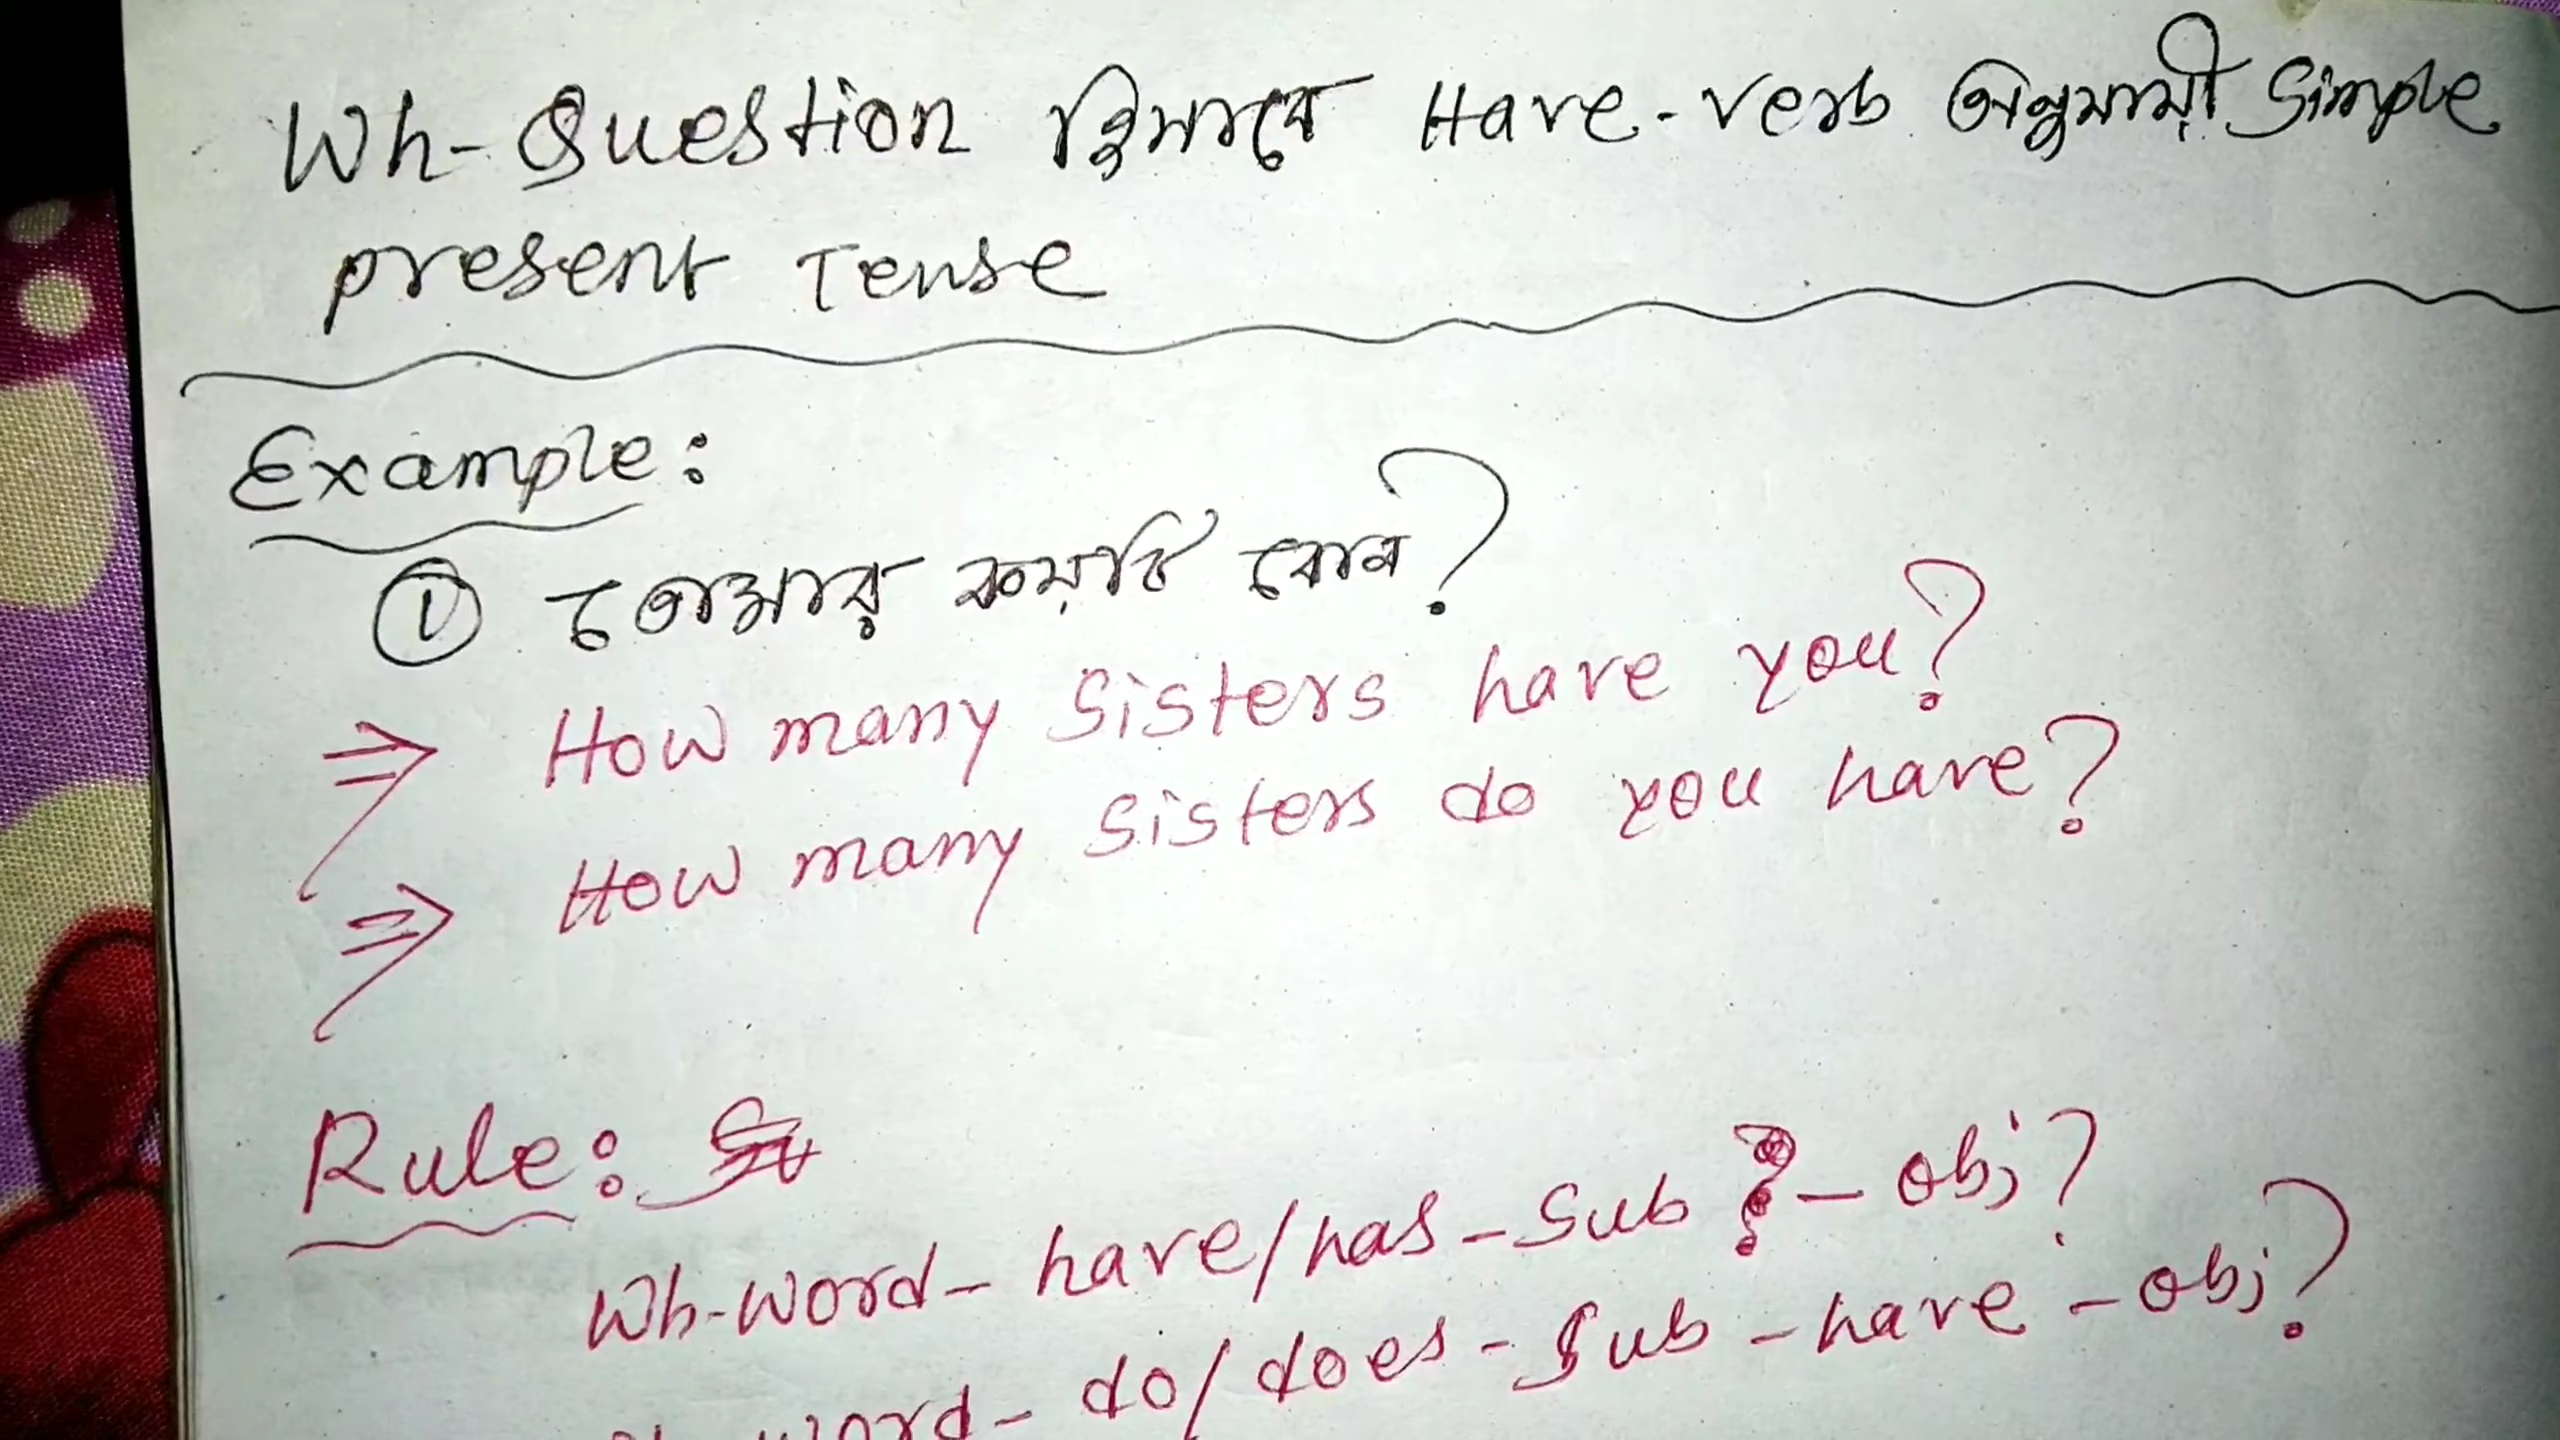 Wh-Question হিসাবে Have-verb অনুযায়ী Simple
present Tense
Example:
① তোমার কয়টি বোন?
⇒ How many Sisters have you?
⇒ How many Sisters do you have?
Rule:
Wh-word - have/has - Sub - obj?
word - do/does - Sub - have - obj?